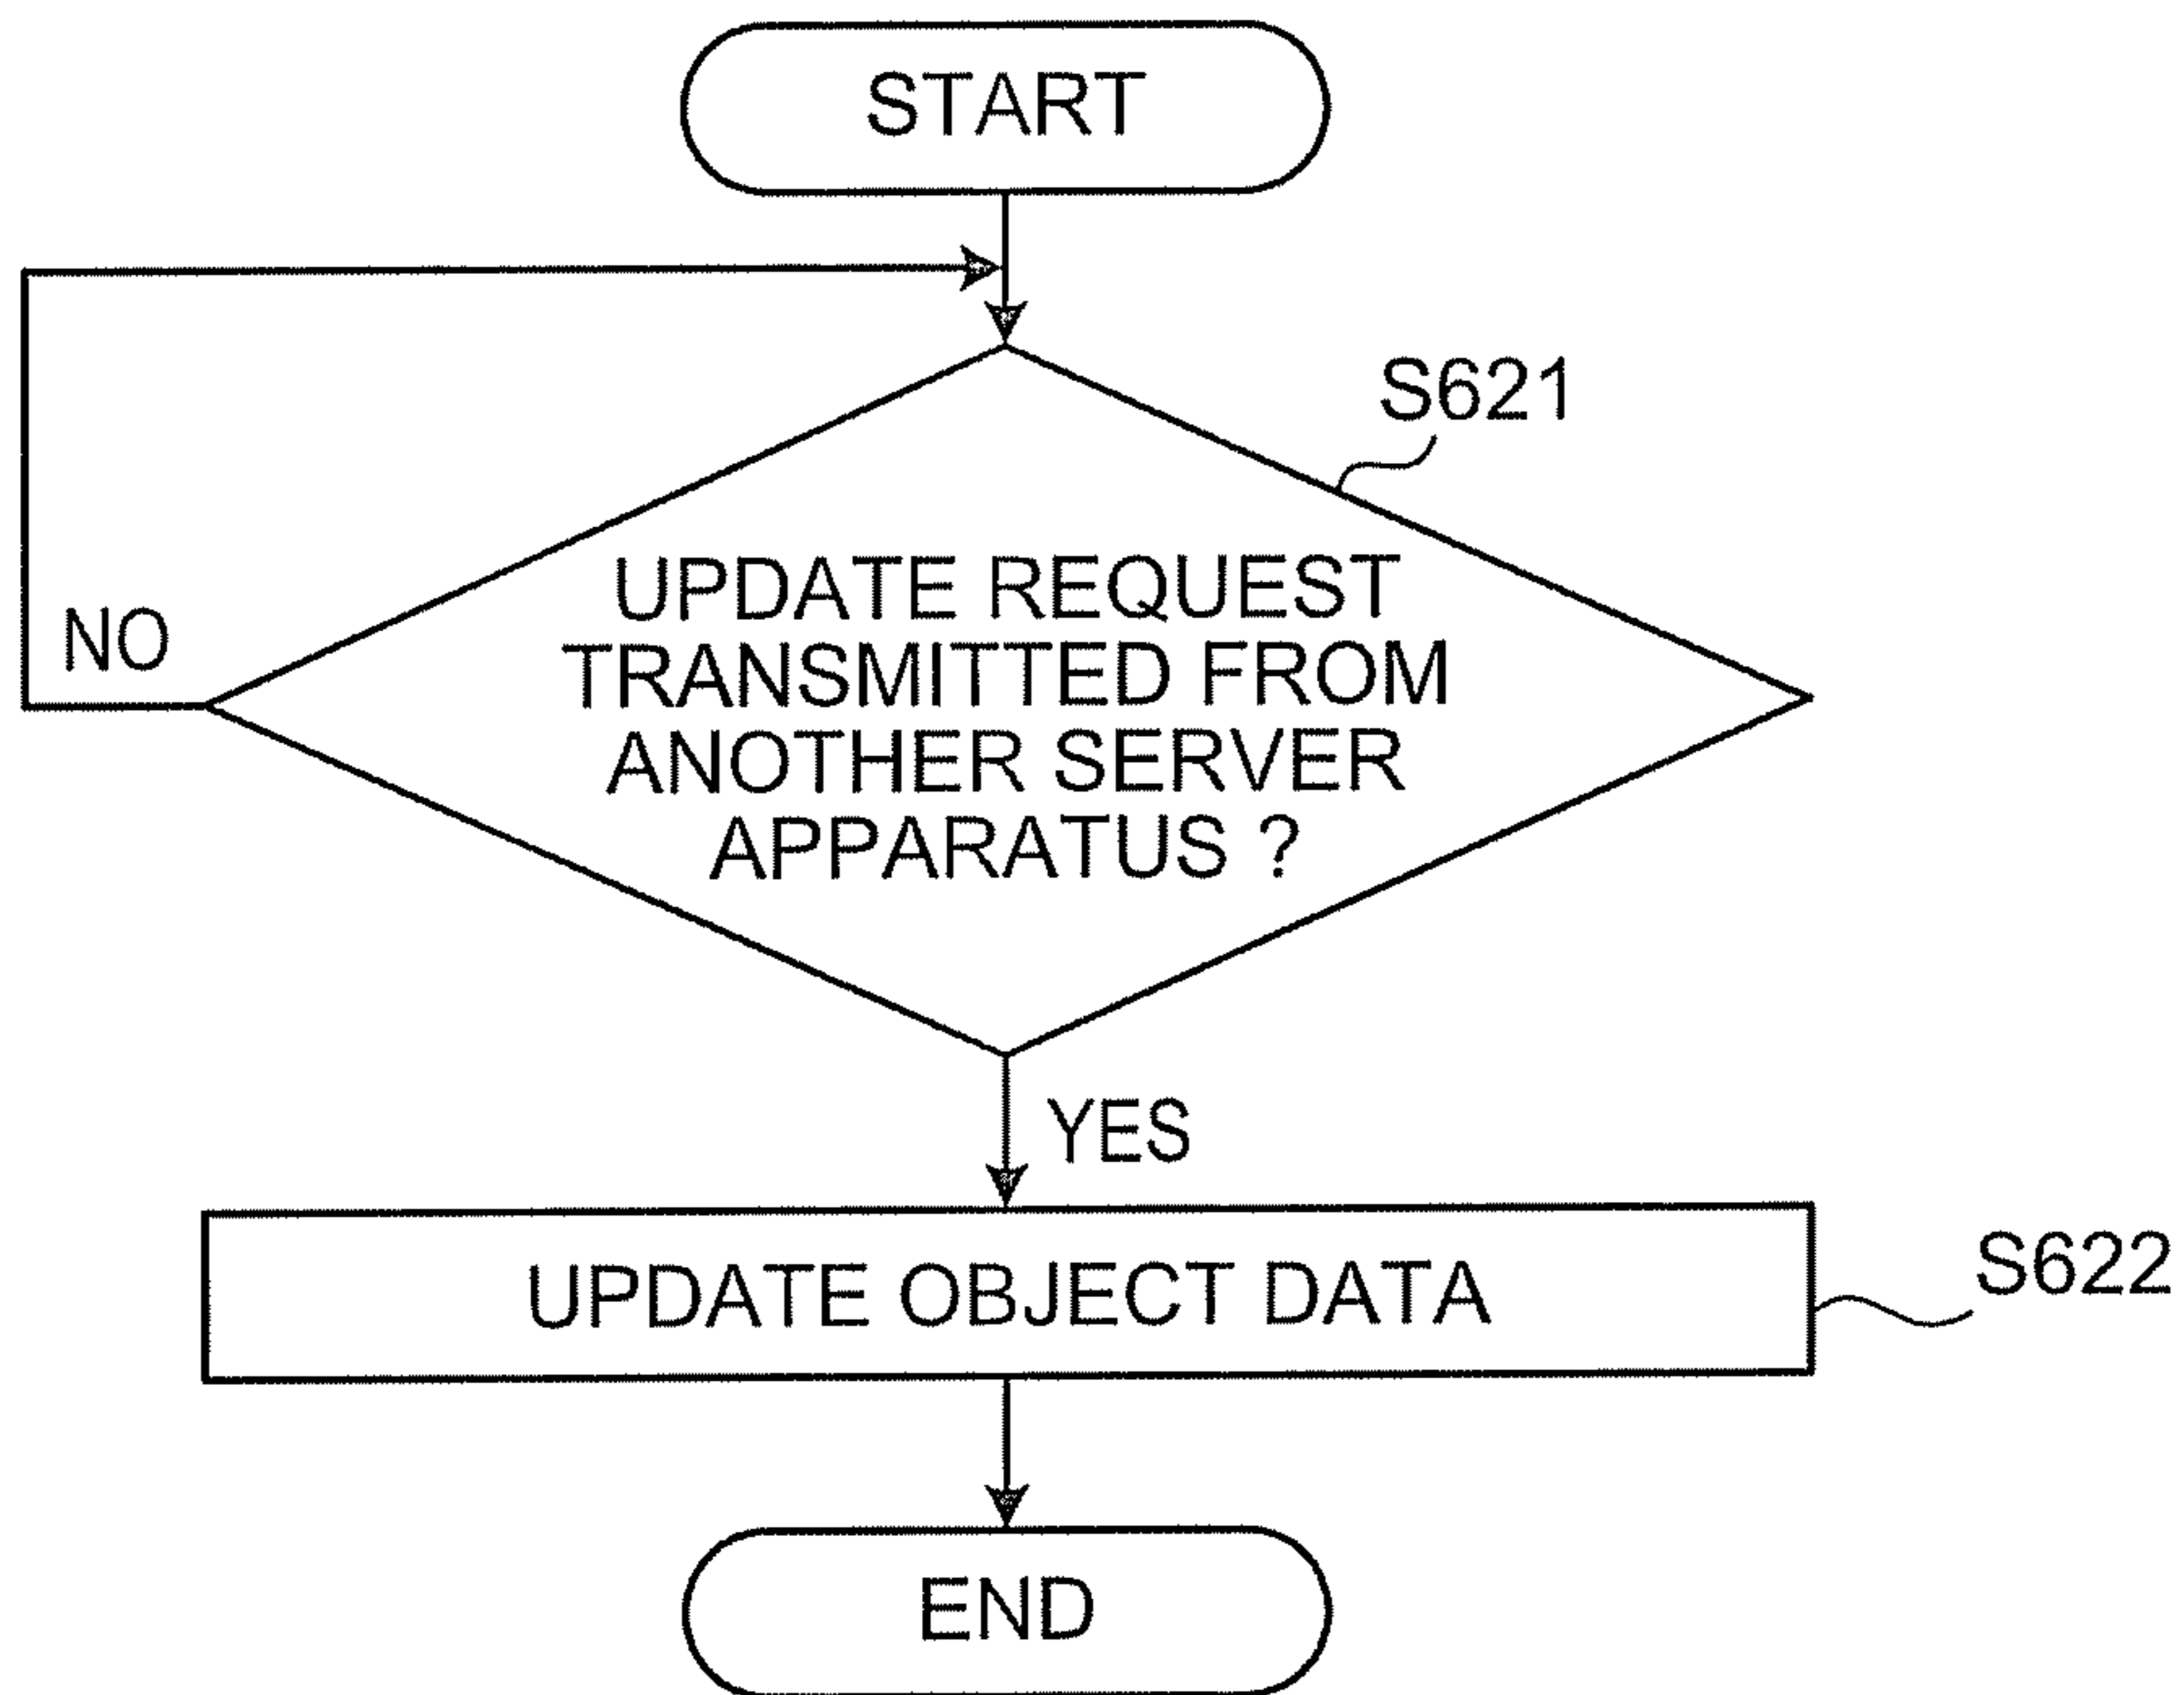 START
S621
UPDATE REQUEST
TRANSMITTED FROM
ANOTHER SERVER
APPARATUS ?
NO
YES
UPDATE OBJECT DATA
S622
END